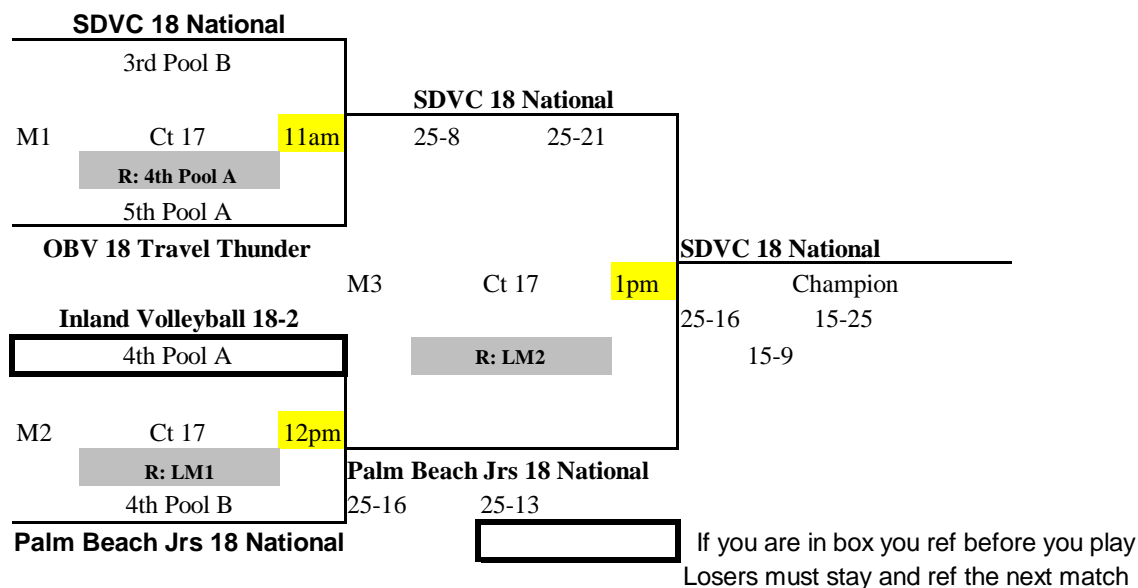 SDVC 18 National
3rd Pool B
SDVC 18 National
M1 Ct 17 11am 25-8 25-21
R: 4th Pool A
5th Pool A
OBV 18 Travel Thunder SDVC 18 National
M3 Ct 17 1pm Champion
Inland Volleyball 18-2 25-16 15-25
4th Pool A R: LM2 15-9
M2 Ct 17 12pm
R: LM1 Palm Beach Jrs 18 National
4th Pool B 25-16 25-13
Palm Beach Jrs 18 National If you are in box you ref before you play
Losers must stay and ref the next match